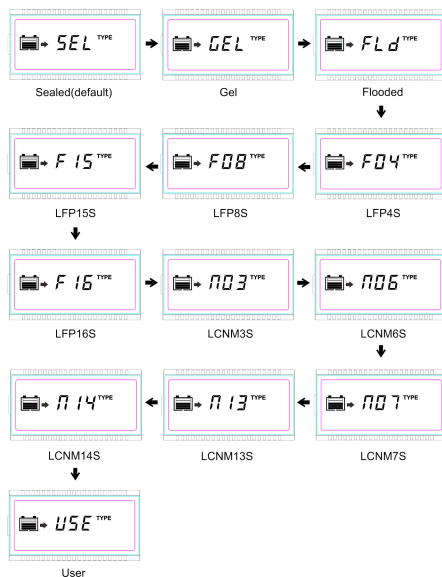 SEL TYPE GEL TYPE FLd TYPE
Sealed(default) Gel Flooded
F15 TYPE F08 TYPE F04 TYPE
LFP15S LFP8S LFP4S
F16 TYPE n03 TYPE n06 TYPE
LFP16S LCNM3S LCNM6S
n14 TYPE n13 TYPE n07 TYPE
LCNM14S LCNM13S LCNM7S
USE TYPE
User